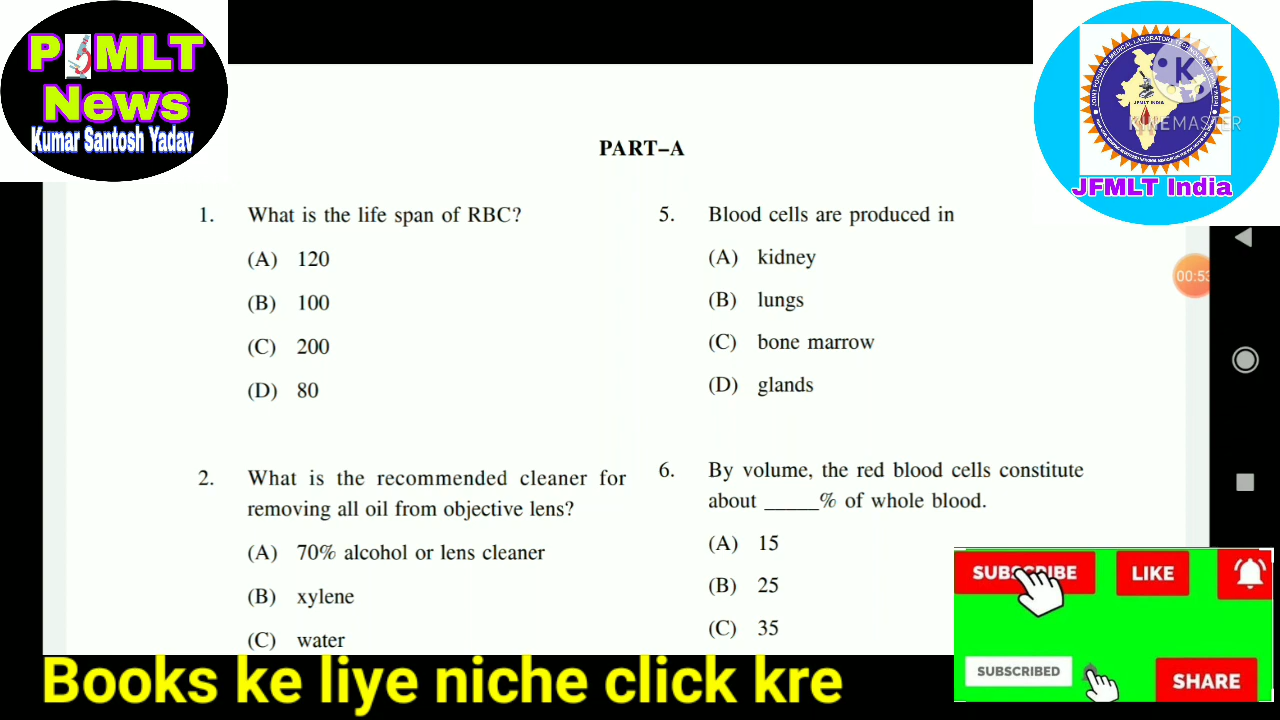 P MLT
News
Kumar Santosh Yadav
JFMLT INDIA
K
KINEMASTER
JFMLT India
00:53
PART–A
1. What is the life span of RBC?
(A) 120
(B) 100
(C) 200
(D) 80
2. What is the recommended cleaner for
removing all oil from objective lens?
(A) 70% alcohol or lens cleaner
(B) xylene
(C) water
5. Blood cells are produced in
(A) kidney
(B) lungs
(C) bone marrow
(D) glands
6. By volume, the red blood cells constitute
about _____% of whole blood.
(A) 15
(B) 25
(C) 35
SUBSCRIBE
LIKE
SUBSCRIBED
SHARE
Books ke liye niche click kre